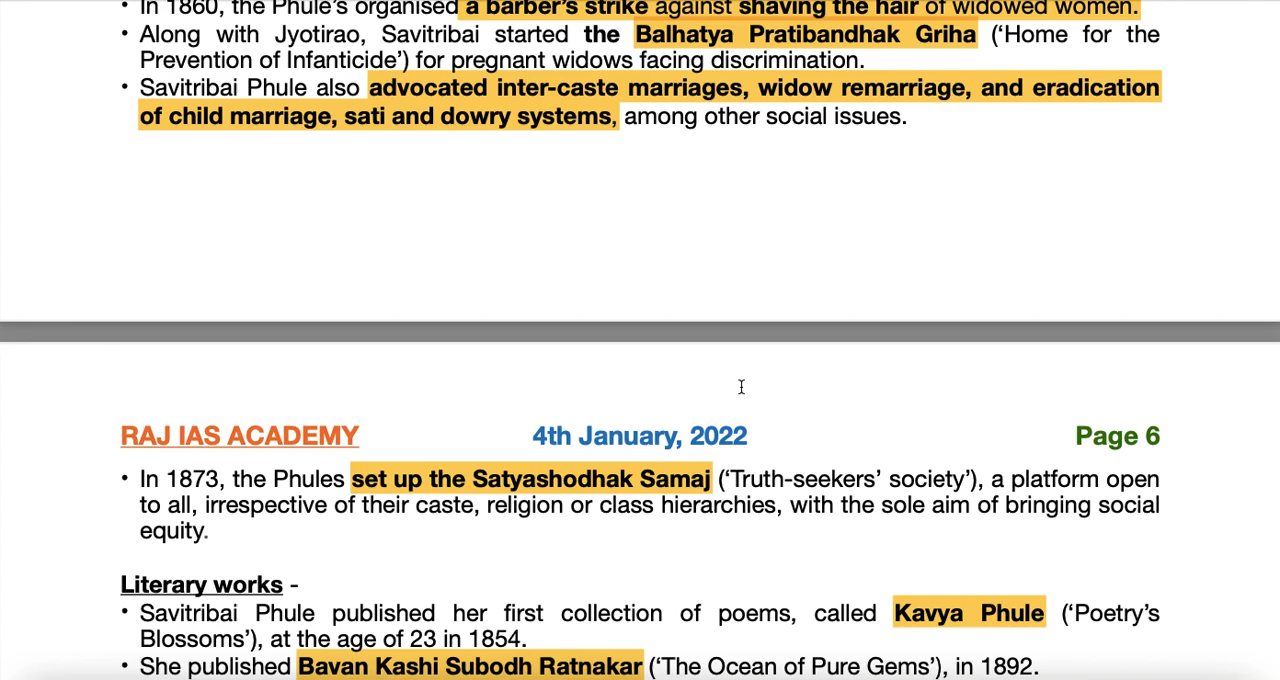 • In 1860, the Phule's organised a barber's strike against shaving the hair of widowed women.
• Along with Jyotirao, Savitribai started the Balhatya Pratibandhak Griha ('Home for the
Prevention of Infanticide') for pregnant widows facing discrimination.
• Savitribai Phule also advocated inter-caste marriages, widow remarriage, and eradication
of child marriage, sati and dowry systems, among other social issues.
RAJ IAS ACADEMY 4th January, 2022 Page 6
• In 1873, the Phules set up the Satyashodhak Samaj ('Truth-seekers' society'), a platform open
to all, irrespective of their caste, religion or class hierarchies, with the sole aim of bringing social
equity.
Literary works -
• Savitribai Phule published her first collection of poems, called Kavya Phule ('Poetry's
Blossoms'), at the age of 23 in 1854.
• She published Bavan Kashi Subodh Ratnakar ('The Ocean of Pure Gems'), in 1892.